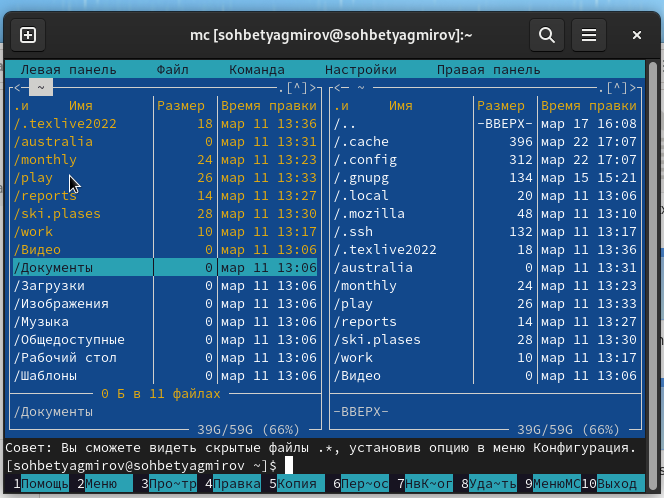 mc [sohbetyagmirov@sohbetyagmirov]:~
Левая панель Файл Команда Настройки Правая панель
<─ ~ ─ .[^]> <─ ~ ─ .[^]>
.и Имя Размер Время правки .и Имя Размер Время правки
/.texlive2022 18 мар 11 13:36 /.. -ВВЕРХ- мар 17 16:08
/australia 0 мар 11 13:31 /.cache 396 мар 22 17:07
/monthly 24 мар 11 13:23 /.config 312 мар 22 17:07
/play 26 мар 11 13:33 /.gnupg 134 мар 15 15:21
/reports 14 мар 11 13:27 /.local 20 мар 11 13:06
/ski.plases 28 мар 11 13:30 /.mozilla 48 мар 11 13:10
/work 10 мар 11 13:17 /.ssh 132 мар 11 13:17
/Видео 0 мар 11 13:06 /.texlive2022 18 мар 11 13:36
/Документы 0 мар 11 13:06 /australia 0 мар 11 13:31
/Загрузки 0 мар 11 13:06 /monthly 24 мар 11 13:23
/Изображения 0 мар 11 13:06 /play 26 мар 11 13:33
/Музыка 0 мар 11 13:06 /reports 14 мар 11 13:27
/Общедоступные 0 мар 11 13:06 /ski.plases 28 мар 11 13:30
/Рабочий стол 0 мар 11 13:06 /work 10 мар 11 13:17
/Шаблоны 0 мар 11 13:06 /Видео 0 мар 11 13:06
0 Б в 11 файлах
/Документы -ВВЕРХ-
39G/59G (66%) 39G/59G (66%)
Совет: Вы сможете видеть скрытые файлы .*, установив опцию в меню Конфигурация.
[sohbetyagmirov@sohbetyagmirov ~]$
1Помощь 2Меню 3Про~тр 4Правка 5Копия 6Пер~ос 7НвК~ог 8Уда~ть 9МенюМС 10Выход